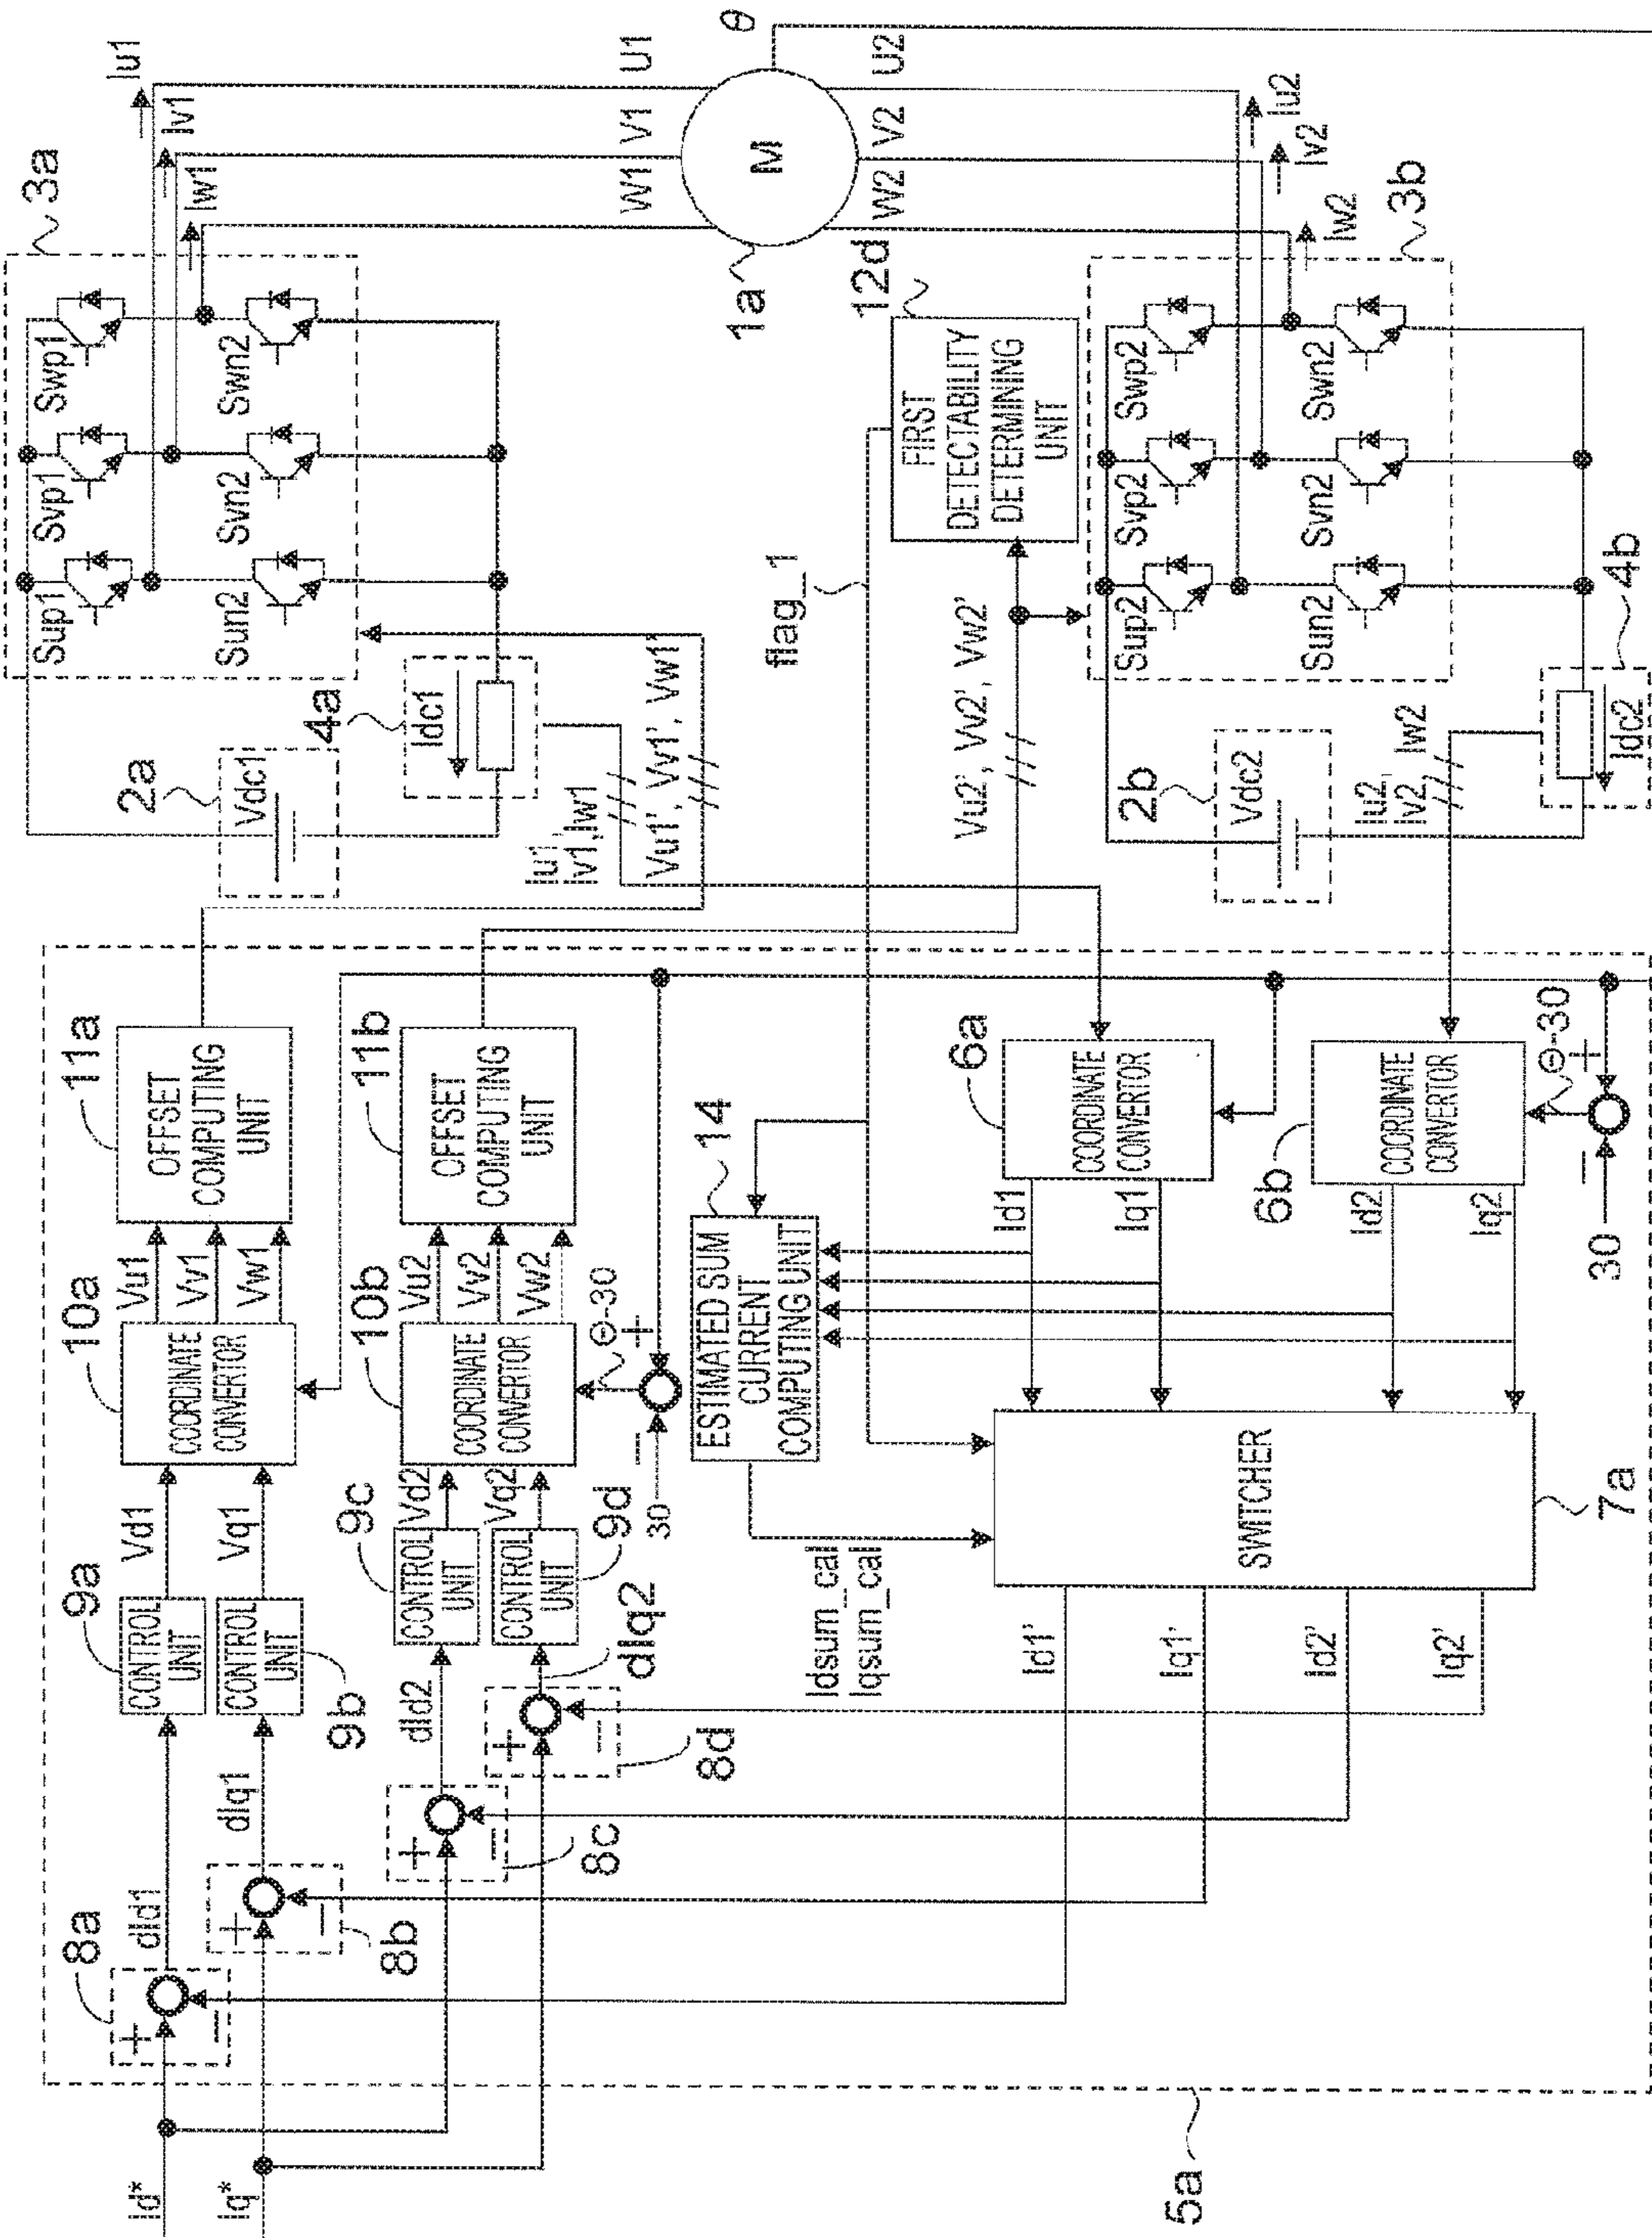 Id*
Iq*
5a
8a
+
−
dId1
8b
+
−
dIq1
8c
+
−
dId2
8d
+
−
dIq2
9a
CONTROL
UNIT
9b
CONTROL
UNIT
9c
CONTROL
UNIT
9d
CONTROL
UNIT
Vd1
Vq1
Vd2
Vq2
10a
COORDINATE
CONVERTOR
10b
COORDINATE
CONVERTOR
Θ-30
+
−
30
Vu1
Vv1
Vw1
Vu2
Vv2
Vw2
11a
OFFSET
COMPUTING
UNIT
11b
OFFSET
COMPUTING
UNIT
14
ESTIMATED SUM
CURRENT
COMPUTING UNIT
Idsum_cal
Iqsum_cal
SWITCHER
7a
Id1'
Iq1'
Id2'
Iq2'
Id1
Iq1
Id2
Iq2
6a
COORDINATE
CONVERTOR
6b
COORDINATE
CONVERTOR
Θ-30
+
−
30
2a
Vdc1
4a
Idc1
Iu1,
Iv1,Iw1
Vu1', Vv1', Vw1'
flag_1
Vu2', Vv2', Vw2'
2b
Vdc2
Iu2,
Iv2, Iw2
Idc2
4b
3a
Sup1
Svp1
Swp1
Sun2
Svn2
Swn2
Iu1
Iv1
Iw1
U1
V1
W1
M
θ
1a
U2
V2
W2
12d
FIRST
DETECTABILITY
DETERMINING
UNIT
Iu2
Iv2
Iw2
3b
Sup2
Svp2
Swp2
Sun2
Svn2
Swn2